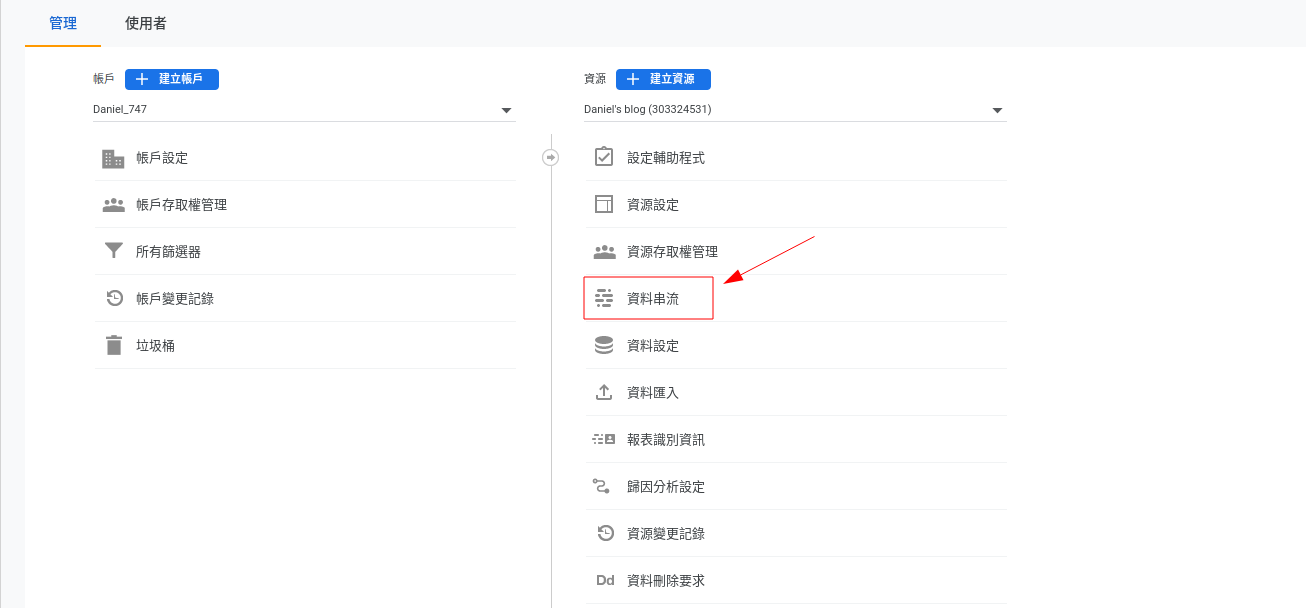 管理
使用者
帳戶
建立帳戶
Daniel_747
帳戶設定
帳戶存取權管理
所有篩選器
帳戶變更記錄
垃圾桶
資源
建立資源
Daniel's blog (303324531)
設定輔助程式
資源設定
資源存取權管理
資料串流
資料設定
資料匯入
報表識別資訊
歸因分析設定
資源變更記錄
Dd 資料刪除要求